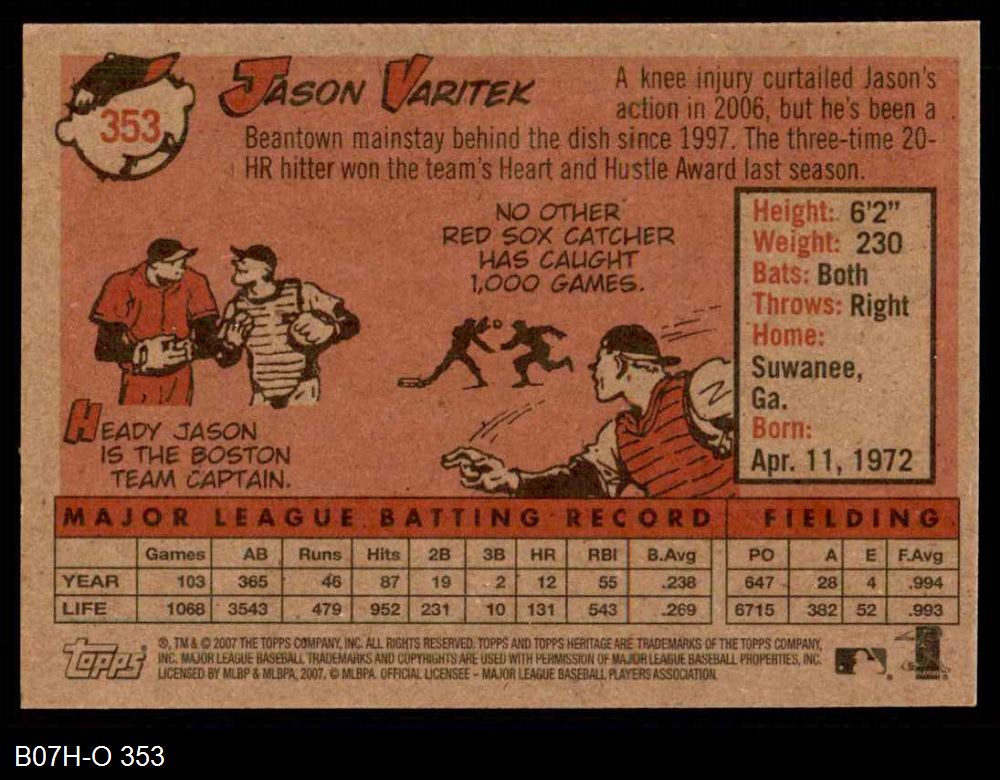 353
JASON VARITEK
A knee injury curtailed Jason's
action in 2006, but he's been a
Beantown mainstay behind the dish since 1997. The three-time 20-
HR hitter won the team's Heart and Hustle Award last season.
NO OTHER
RED SOX CATCHER
HAS CAUGHT
1,000 GAMES.
HEADY JASON
IS THE BOSTON
TEAM CAPTAIN.
Height: 6'2"
Weight: 230
Bats: Both
Throws: Right
Home:
Suwanee,
Ga.
Born:
Apr. 11, 1972
MAJOR LEAGUE BATTING RECORD FIELDING
Games AB Runs Hits 2B 3B HR RBI B.Avg PO A E F.Avg
YEAR 103 365 46 87 19 2 12 55 .238 647 28 4 .994
LIFE 1068 3543 479 952 231 10 131 543 .269 6715 382 52 .993
Topps
®, TM & © 2007 THE TOPPS COMPANY, INC. ALL RIGHTS RESERVED. TOPPS AND TOPPS HERITAGE ARE TRADEMARKS OF THE TOPPS COMPANY,
INC. MAJOR LEAGUE BASEBALL TRADEMARKS AND COPYRIGHTS ARE USED WITH PERMISSION OF MAJOR LEAGUE BASEBALL PROPERTIES, INC.
LICENSED BY MLBP & MLBPA, 2007. © MLBPA. OFFICIAL LICENSEE – MAJOR LEAGUE BASEBALL PLAYERS ASSOCIATION.
B07H-O 353